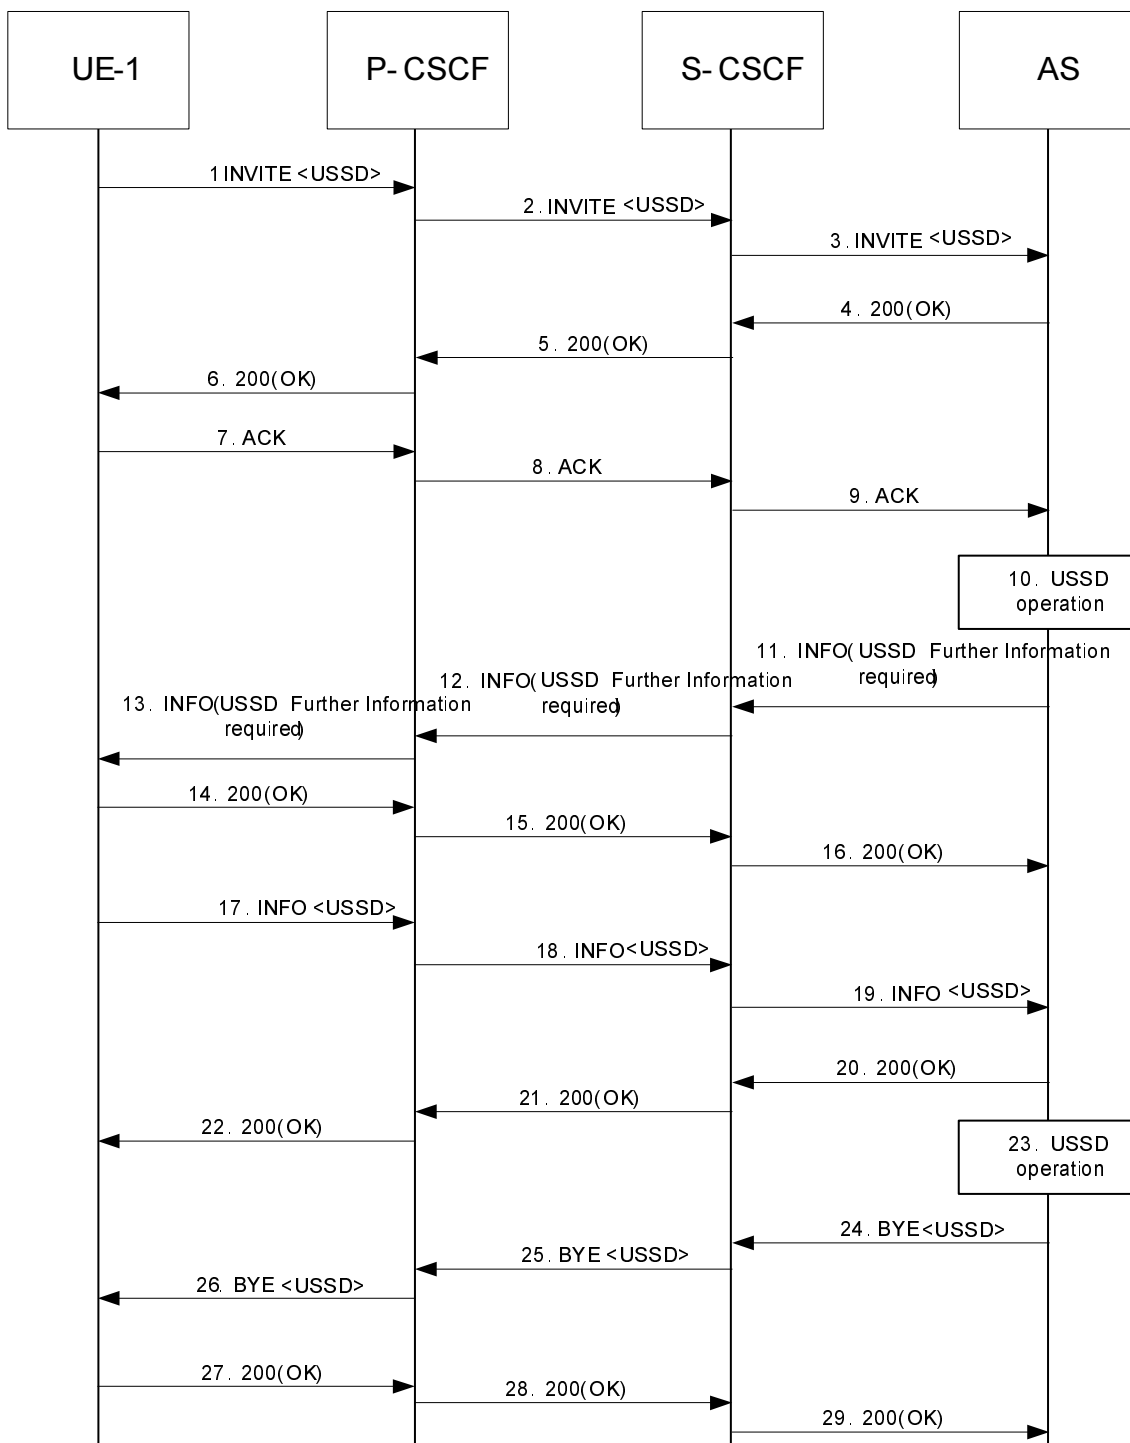 UE-1
P-CSCF
S-CSCF
AS
1 INVITE <USSD>
2. INVITE <USSD>
3. INVITE <USSD>
4. 200(OK)
5. 200(OK)
6. 200(OK)
7. ACK
8. ACK
9. ACK
10. USSD
operation
11. INFO(USSD Further Information
required)
12. INFO(USSD Further Information
required)
13. INFO(USSD Further Information
required)
14. 200(OK)
15. 200(OK)
16. 200(OK)
17. INFO <USSD>
18. INFO<USSD>
19. INFO <USSD>
20. 200(OK)
21. 200(OK)
22. 200(OK)
23. USSD
operation
24. BYE<USSD>
25. BYE <USSD>
26. BYE <USSD>
27. 200(OK)
28. 200(OK)
29. 200(OK)